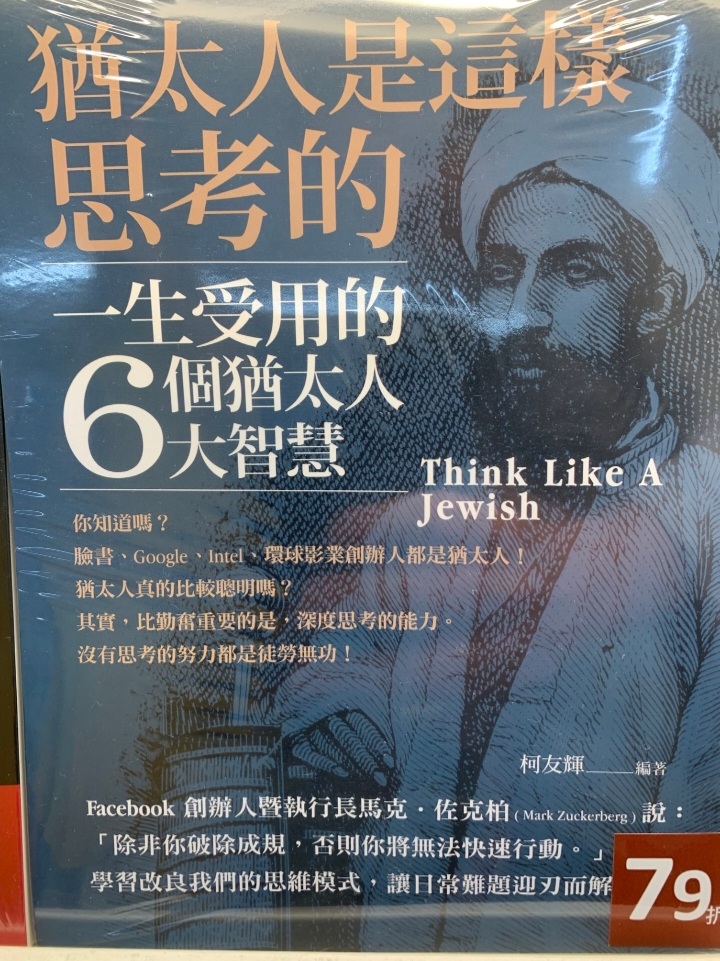 猶太人是這樣
思考的
一生受用的
6個猶太人
大智慧
Think Like A
Jewish
你知道嗎？
臉書、Google、Intel、環球影業創辦人都是猶太人！
猶太人真的比較聰明嗎？
其實，比勤奮重要的是，深度思考的能力。
沒有思考的努力都是徒勞無功！
柯友輝＿＿編著
Facebook 創辦人暨執行長馬克・佐克柏 ( Mark Zuckerberg ) 說：
「除非你破除成規，否則你將無法快速行動。」
學習改良我們的思維模式，讓日常難題迎刃而解
79折